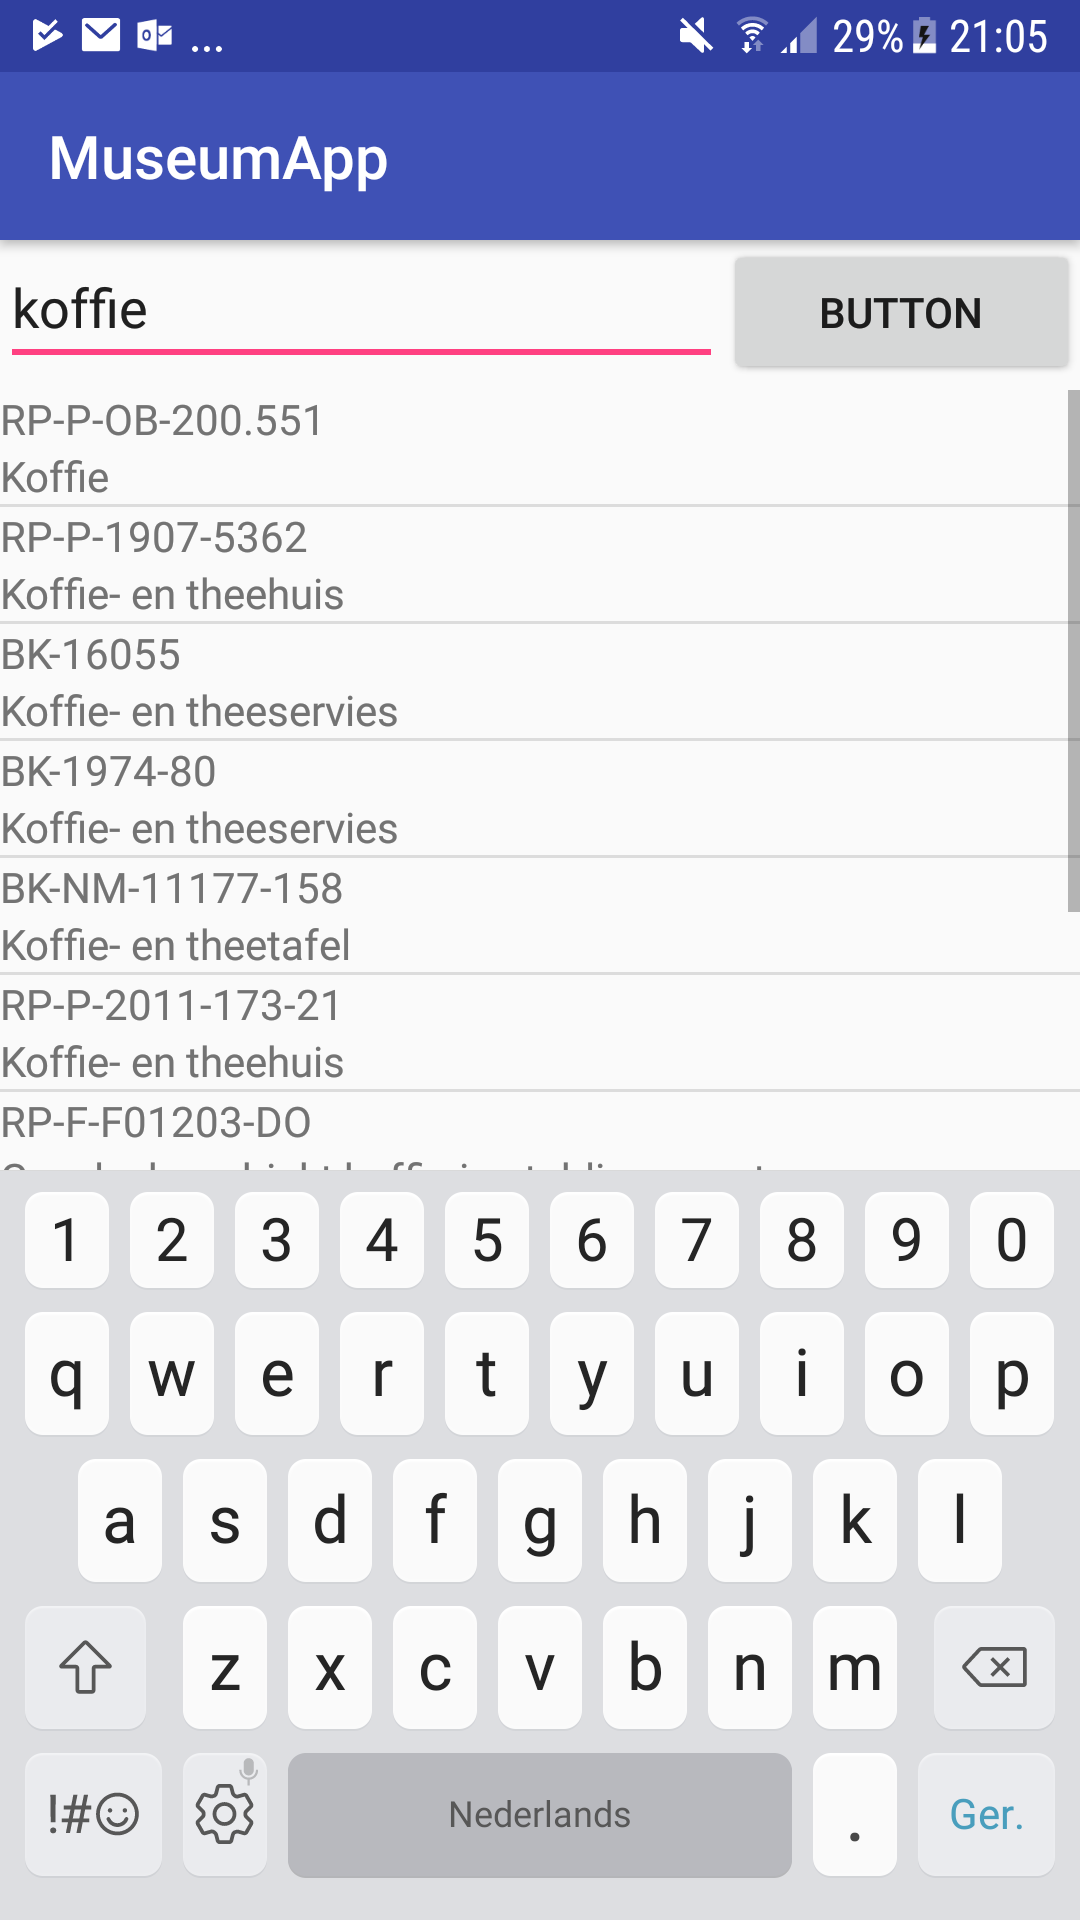 ... 29% 21:05
MuseumApp
koffie BUTTON
RP-P-OB-200.551
Koffie
RP-P-1907-5362
Koffie- en theehuis
BK-16055
Koffie- en theeservies
BK-1974-80
Koffie- en theeservies
BK-NM-11177-158
Koffie- en theetafel
RP-P-2011-173-21
Koffie- en theehuis
RP-F-F01203-DO
1 2 3 4 5 6 7 8 9 0
q w e r t y u i o p
a s d f g h j k l
z x c v b n m
!#☺ Nederlands . Ger.